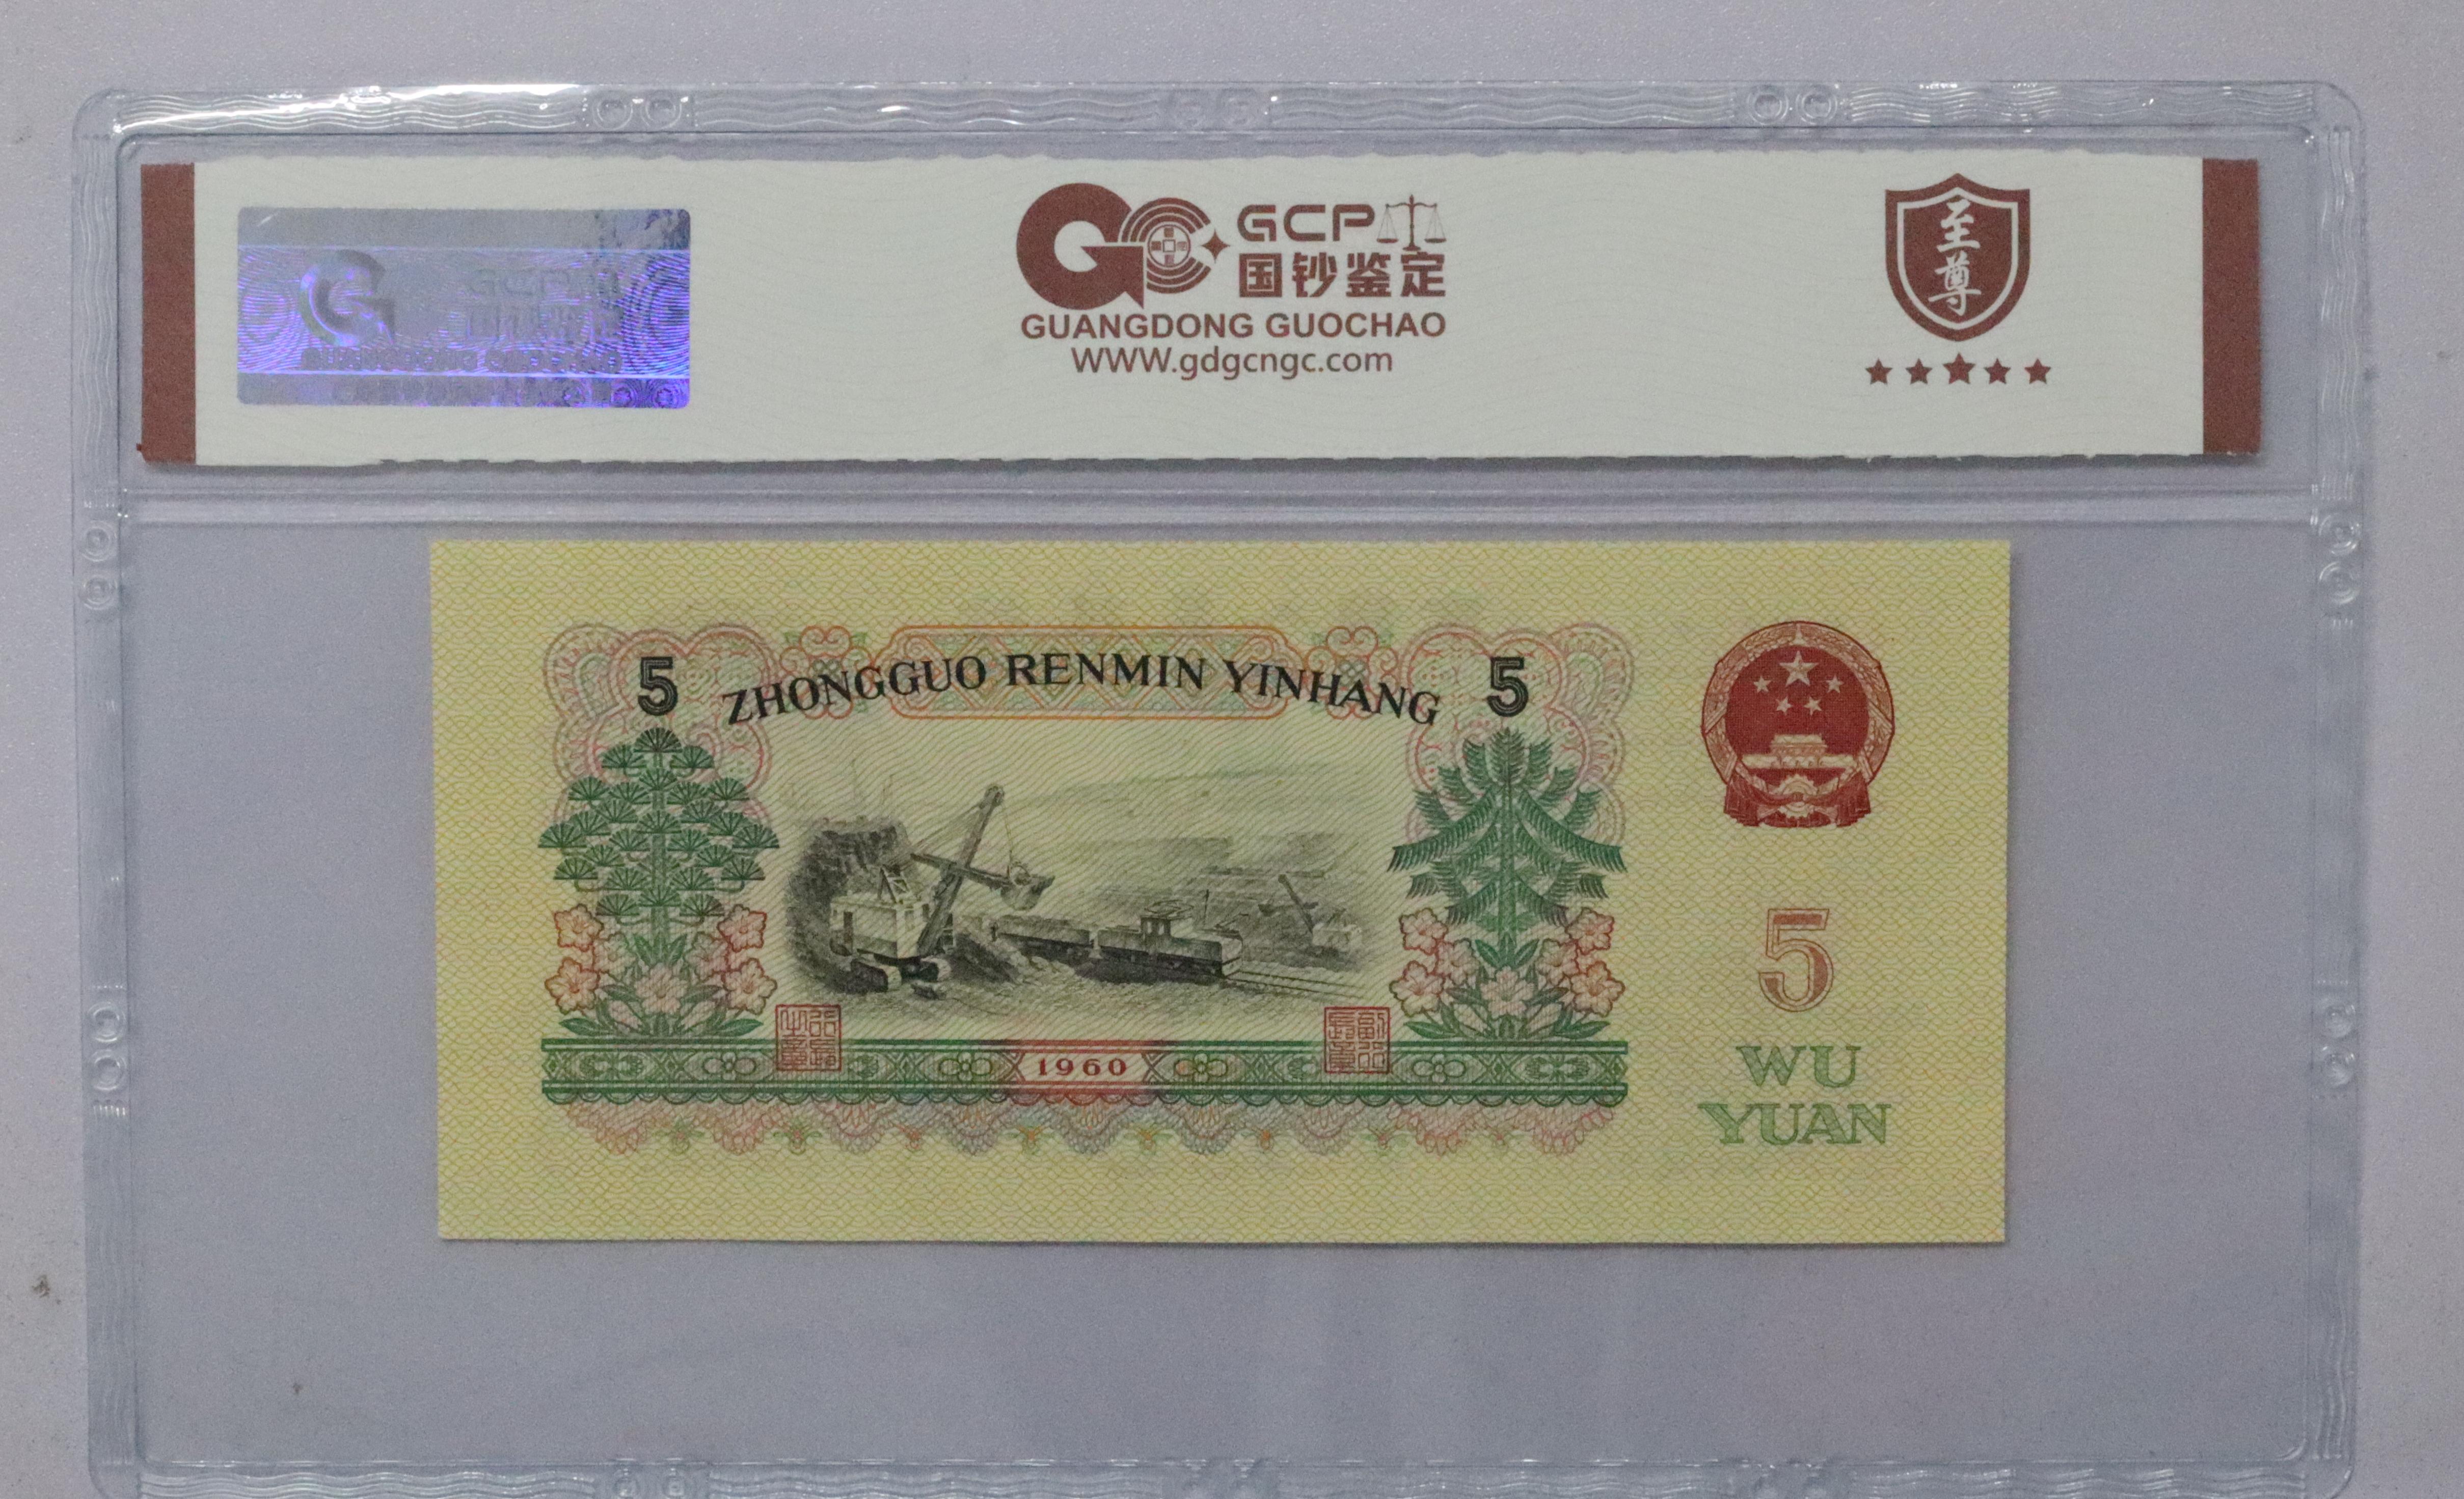 GCP
国钞鉴定
GUANGDONG GUOCHAO
WWW.gdgcngc.com
至尊
5 ZHONGGUO RENMIN YINHANG 5
5
WU
YUAN
1960